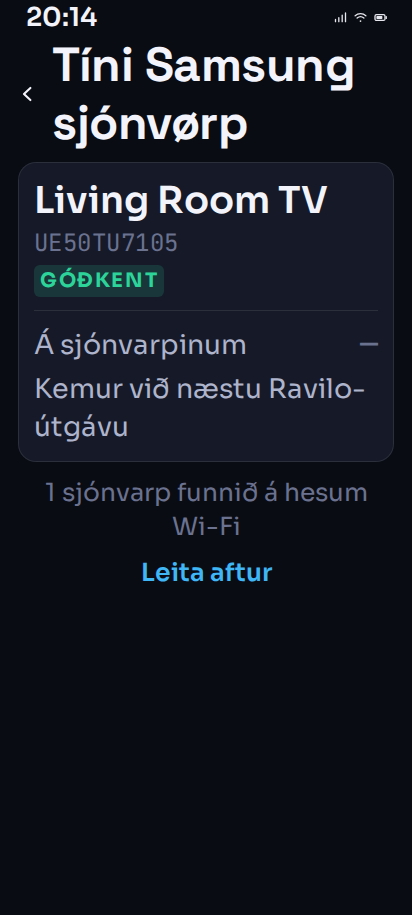 20:14
Tíni Samsung
sjónvørp
Living Room TV
UE50TU7105
GÓÐKENT
Á sjónvarpinum —
Kemur við næstu Ravilo-
útgávu
1 sjónvarp funnið á hesum
Wi-Fi
Leita aftur